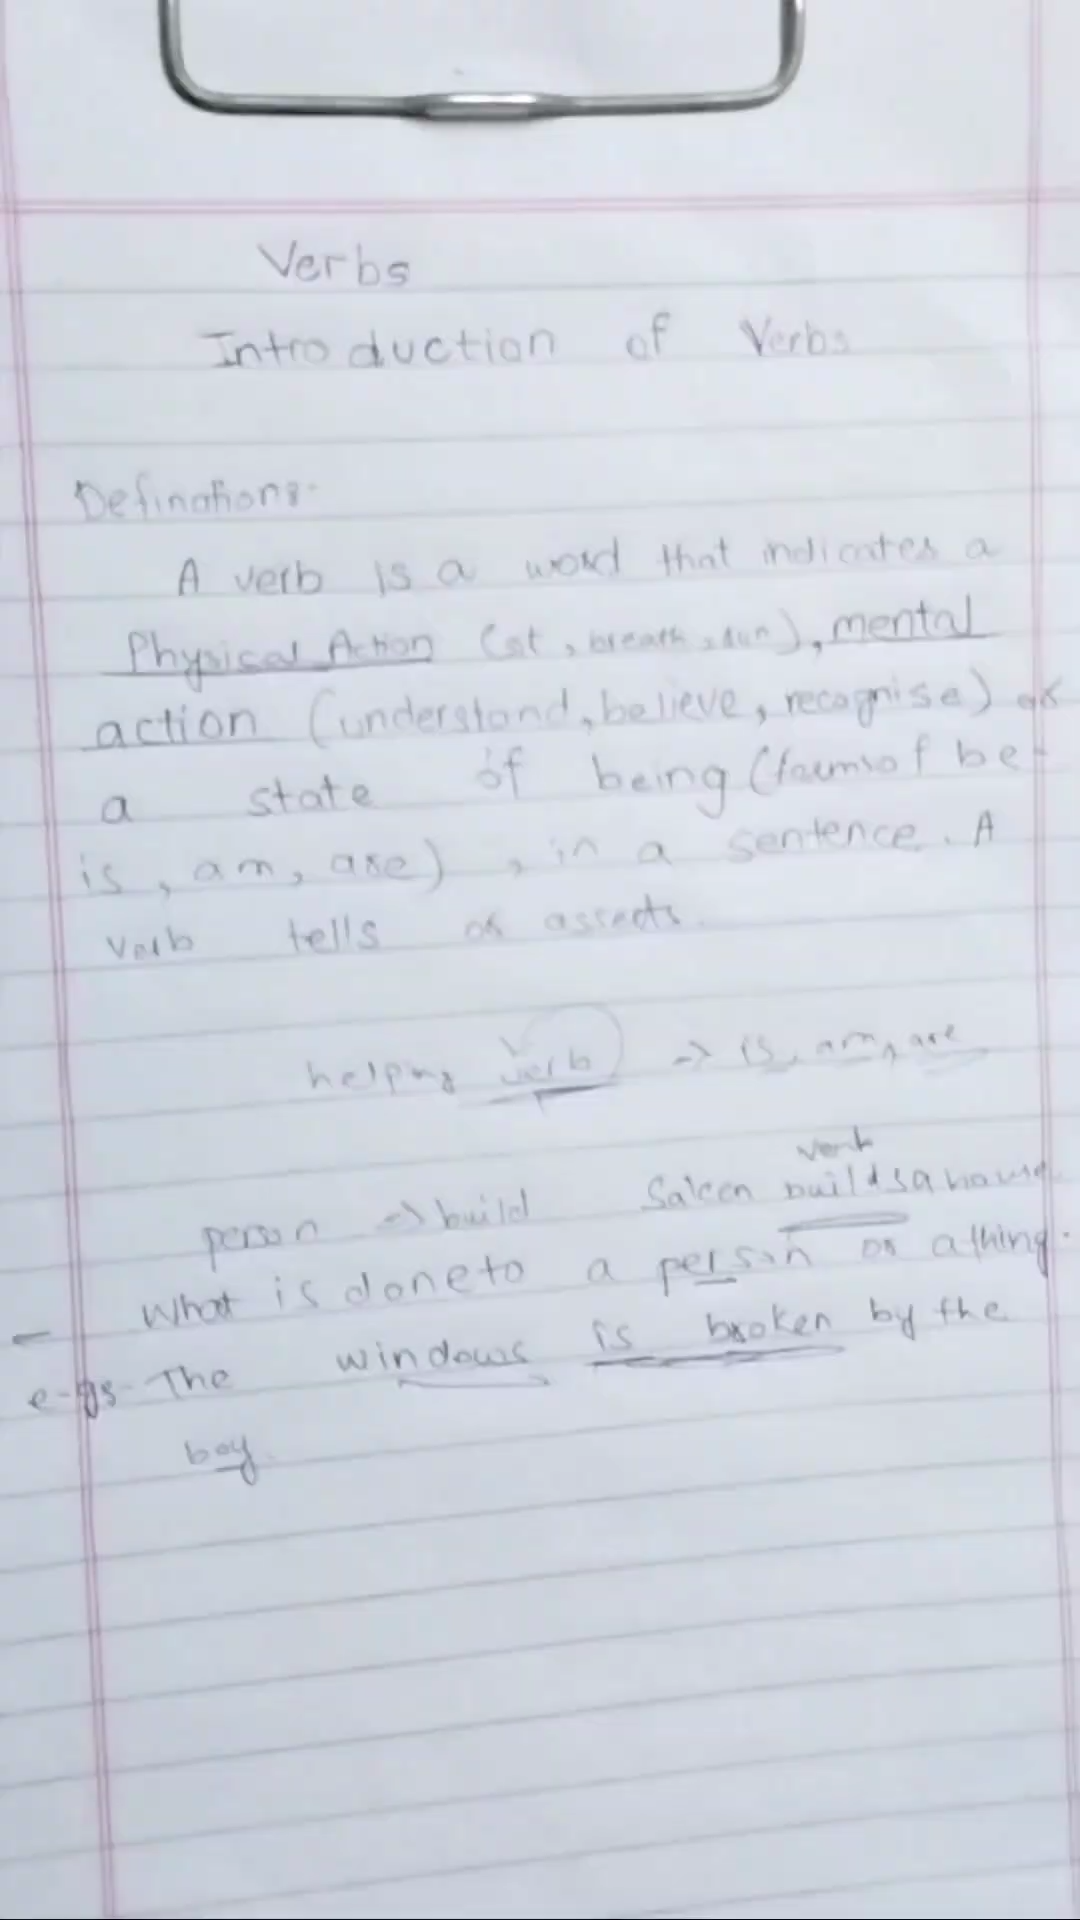 Verbs
Introduction of Verbs
Defination:-
A verb is a word that indicates a
Physical Action (at, breath, run), mental
action (understand, believe, recognise) or
a state of being (forms of be-
is, am, are), in a sentence. A
verb tells or asserts.
helping verb -> is, am, are
verb
person -> build Saleen builds a house
What is done to a person or a thing.
e-gs- The windows is broken by the
boy.